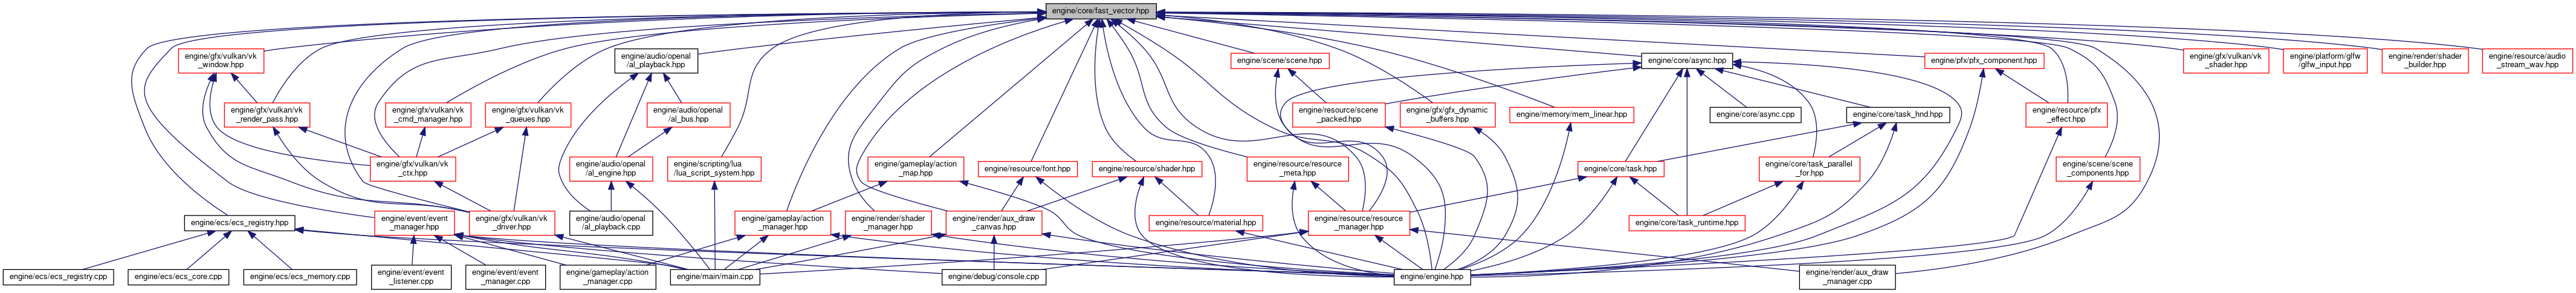 engine/core/fast_vector.hpp
engine/gfx/vulkan/vk
_window.hpp
engine/audio/openal
/al_playback.hpp
engine/scene/scene.hpp
engine/core/async.hpp
engine/pfx/pfx_component.hpp
engine/gfx/vulkan/vk
_shader.hpp
engine/platform/glfw
/glfw_input.hpp
engine/render/shader
_builder.hpp
engine/resource/audio
_stream_wav.hpp
engine/gfx/vulkan/vk
_render_pass.hpp
engine/gfx/vulkan/vk
_cmd_manager.hpp
engine/gfx/vulkan/vk
_queues.hpp
engine/audio/openal
/al_bus.hpp
engine/resource/scene
_packed.hpp
engine/gfx/gfx_dynamic
_buffers.hpp
engine/memory/mem_linear.hpp
engine/core/async.cpp
engine/core/task_hnd.hpp
engine/resource/pfx
_effect.hpp
engine/gfx/vulkan/vk
_ctx.hpp
engine/audio/openal
/al_engine.hpp
engine/scripting/lua
/lua_script_system.hpp
engine/gameplay/action
_map.hpp
engine/resource/font.hpp
engine/resource/shader.hpp
engine/resource/resource
_meta.hpp
engine/core/task.hpp
engine/core/task_parallel
_for.hpp
engine/scene/scene
_components.hpp
engine/ecs/ecs_registry.hpp
engine/event/event
_manager.hpp
engine/gfx/vulkan/vk
_driver.hpp
engine/audio/openal
/al_playback.cpp
engine/gameplay/action
_manager.hpp
engine/render/shader
_manager.hpp
engine/render/aux_draw
_canvas.hpp
engine/resource/material.hpp
engine/resource/resource
_manager.hpp
engine/core/task_runtime.hpp
engine/ecs/ecs_registry.cpp
engine/ecs/ecs_core.cpp
engine/ecs/ecs_memory.cpp
engine/event/event
_listener.cpp
engine/event/event
_manager.cpp
engine/gameplay/action
_manager.cpp
engine/main/main.cpp
engine/debug/console.cpp
engine/engine.hpp
engine/render/aux_draw
_manager.cpp